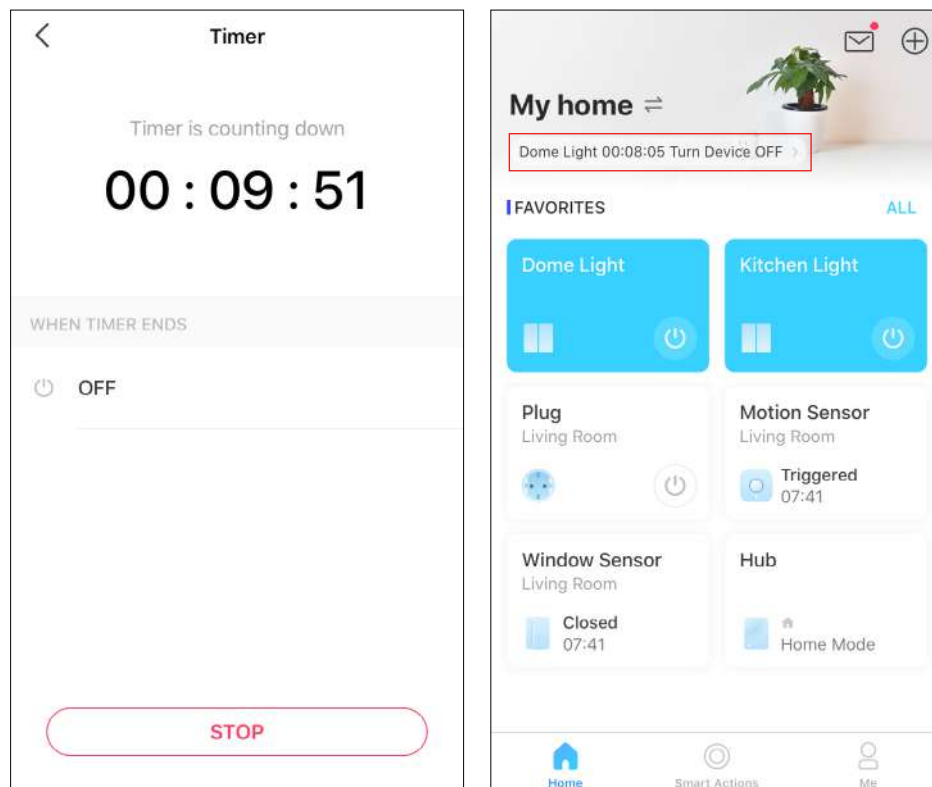 Timer
Timer is counting down
00 : 09 : 51
WHEN TIMER ENDS
OFF
STOP
My home
Dome Light 00:08:05 Turn Device OFF
FAVORITES
ALL
Dome Light
Kitchen Light
Plug
Living Room
Motion Sensor
Living Room
Triggered
07:41
Window Sensor
Living Room
Closed
07:41
Hub
Home Mode
Home
Smart Actions
Me